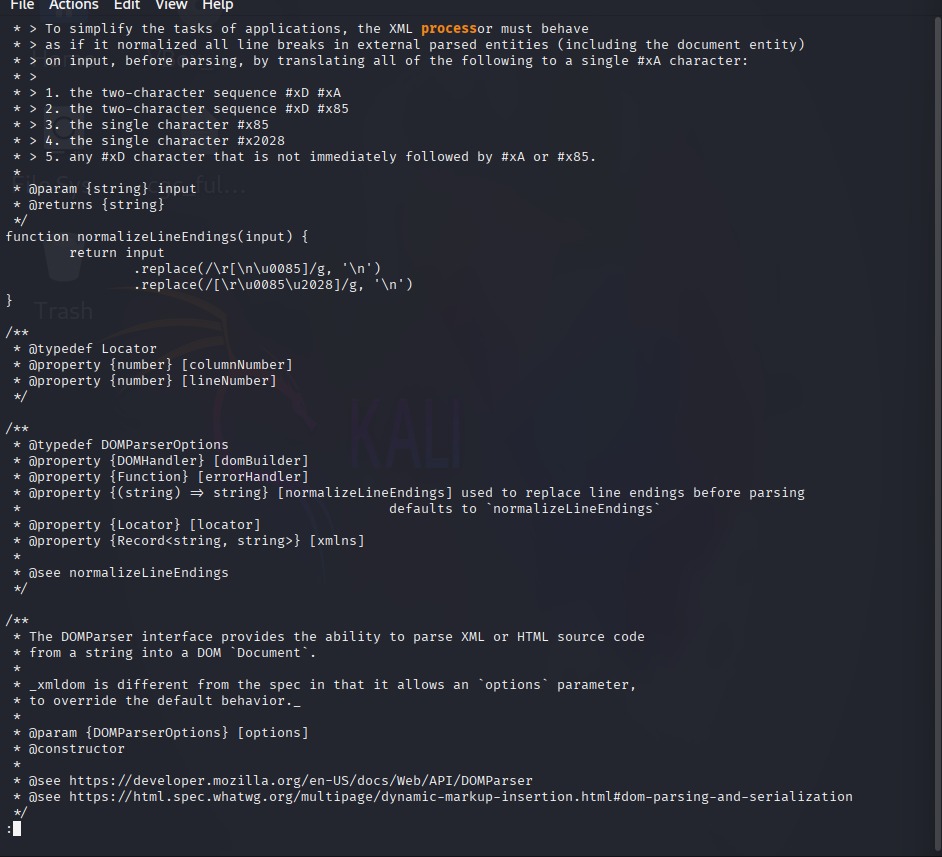 File Actions Edit View Help
 * > To simplify the tasks of applications, the XML processor must behave
 * > as if it normalized all line breaks in external parsed entities (including the document entity)
 * > on input, before parsing, by translating all of the following to a single #xA character:
 * >
 * > 1. the two-character sequence #xD #xA
 * > 2. the two-character sequence #xD #x85
 * > 3. the single character #x85
 * > 4. the single character #x2028
 * > 5. any #xD character that is not immediately followed by #xA or #x85.
 *
 * @param {string} input
 * @returns {string}
 */
function normalizeLineEndings(input) {
        return input
                .replace(/\r[\n\u0085]/g, '\n')
                .replace(/[\r\u0085\u2028]/g, '\n')
}
Trash
/**
 * @typedef Locator
 * @property {number} [columnNumber]
 * @property {number} [lineNumber]
 */
KALI
/**
 * @typedef DOMParserOptions
 * @property {DOMHandler} [domBuilder]
 * @property {Function} [errorHandler]
 * @property {(string) => string} [normalizeLineEndings] used to replace line endings before parsing
 *                                              defaults to `normalizeLineEndings`
 * @property {Locator} [locator]
 * @property {Record<string, string>} [xmlns]
 *
 * @see normalizeLineEndings
 */
/**
 * The DOMParser interface provides the ability to parse XML or HTML source code
 * from a string into a DOM `Document`.
 *
 * _xmldom is different from the spec in that it allows an `options` parameter,
 * to override the default behavior._
 *
 * @param {DOMParserOptions} [options]
 * @constructor
 *
 * @see https://developer.mozilla.org/en-US/docs/Web/API/DOMParser
 * @see https://html.spec.whatwg.org/multipage/dynamic-markup-insertion.html#dom-parsing-and-serialization
 */
: